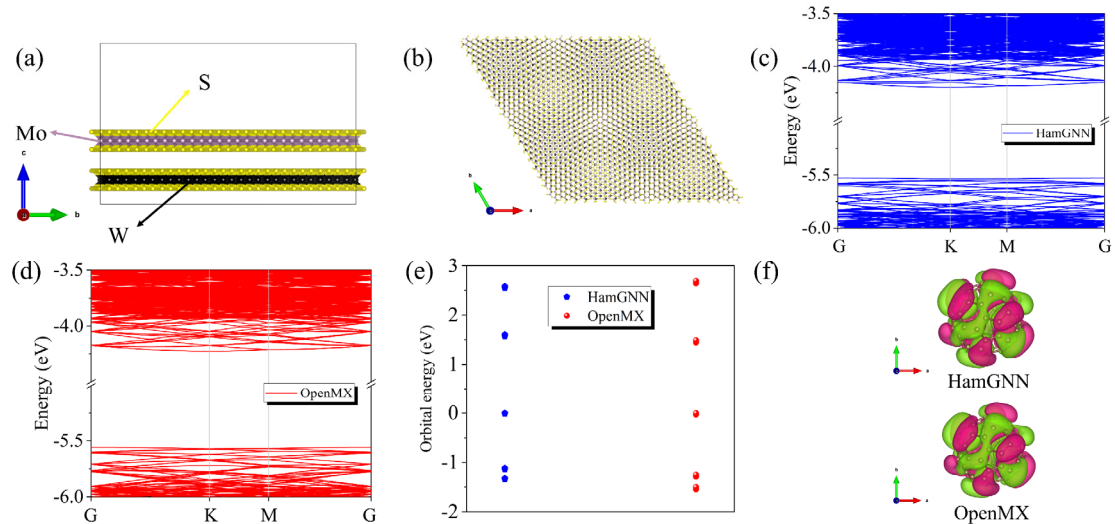 (a)
S
Mo
W
c
b
(b)
b
a
(c)
Energy (eV)
-3.5
-4.0
-5.5
-6.0
HamGNN
G K M G
(d)
Energy (eV)
-3.5
-4.0
-5.5
-6.0
OpenMX
G K M G
(e)
Orbital energy (eV)
3
2
1
0
-1
-2
HamGNN
OpenMX
(f)
b
a
HamGNN
b
a
OpenMX